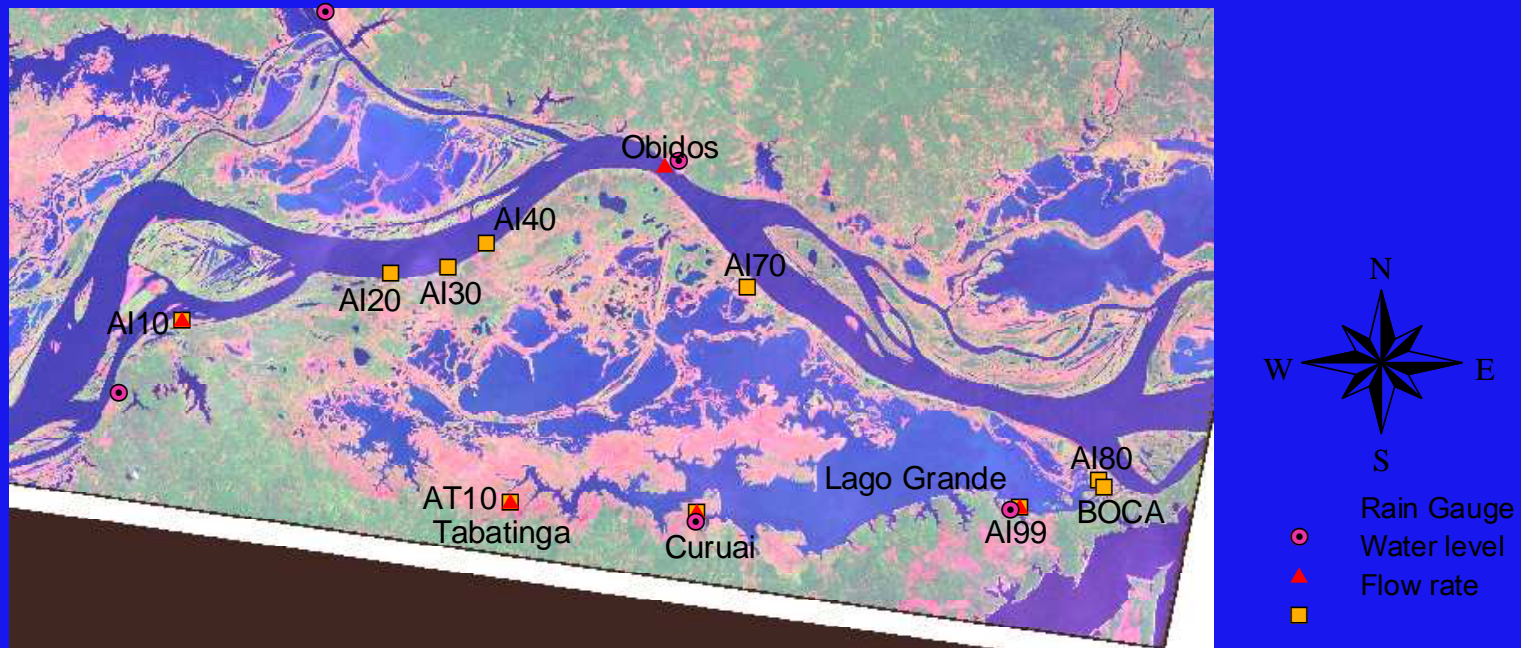 Obidos
AI40
AI70
AI20
AI30
AI10
N
W
E
S
AI80
Lago Grande
AT10
BOCA
Tabatinga
Curuai
AI99
Rain Gauge
Water level
Flow rate